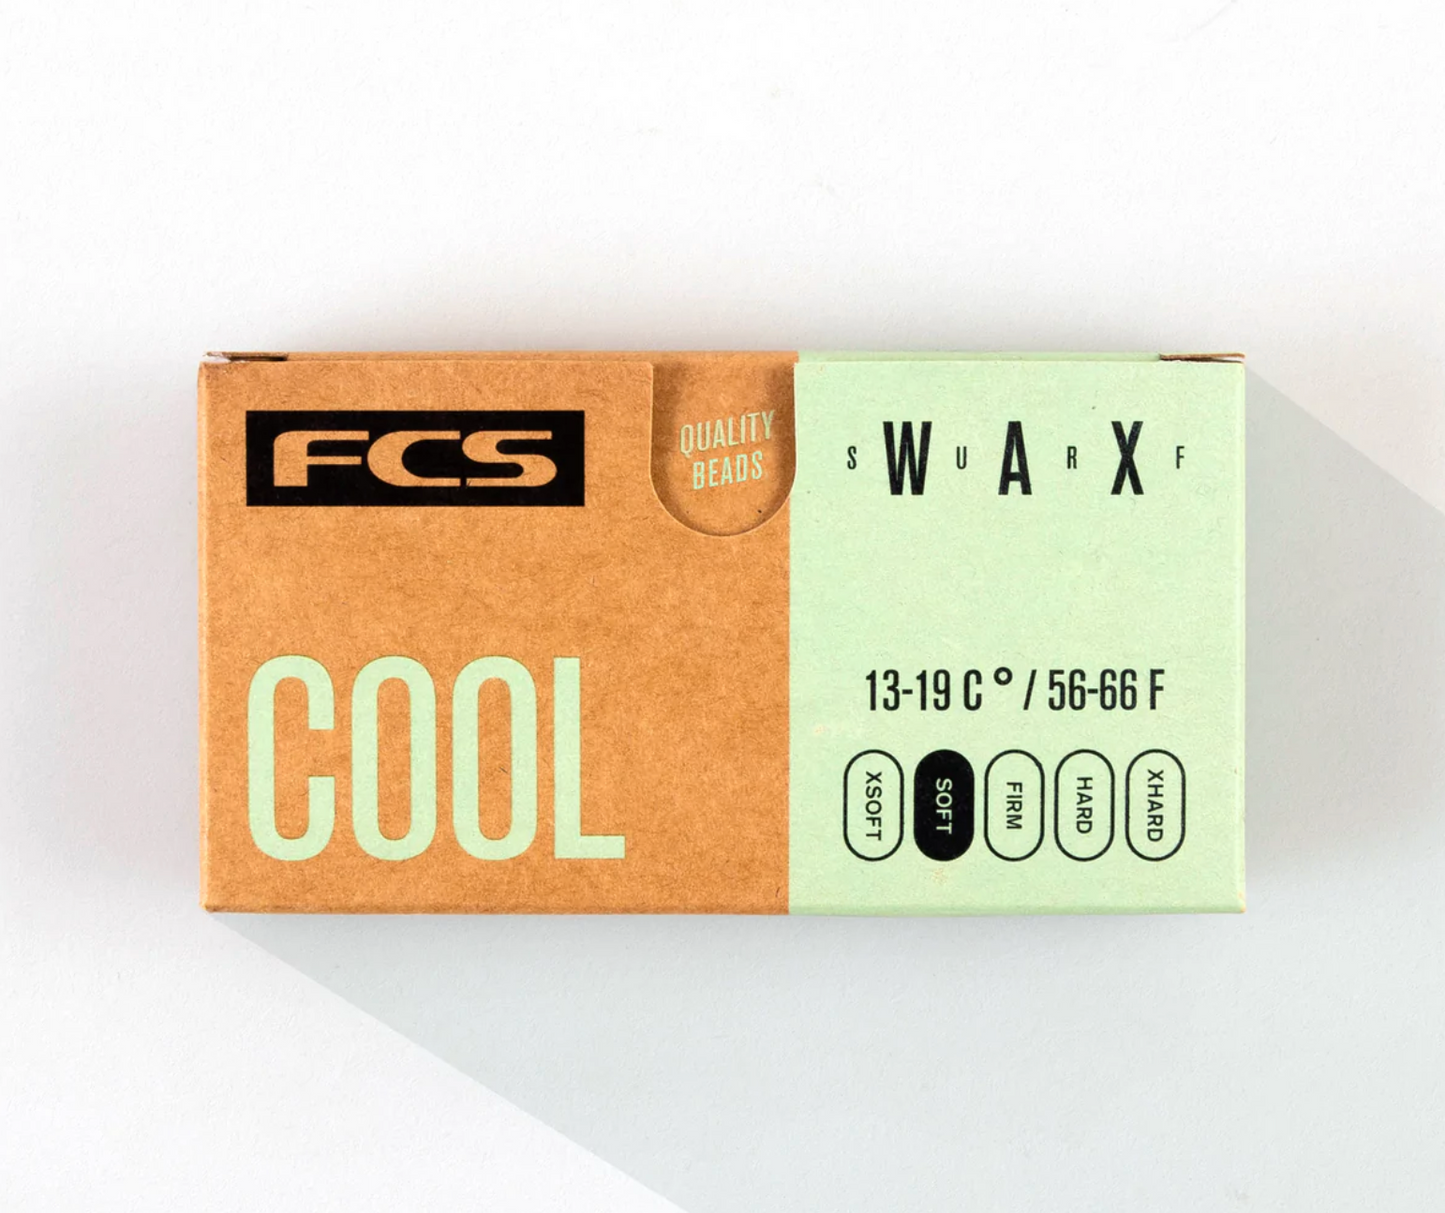 FCS
QUALITY
BEADS
S W U A R X F
COOL
13-19 C° / 56-66 F
XSOFT
SOFT
FIRM
HARD
XHARD